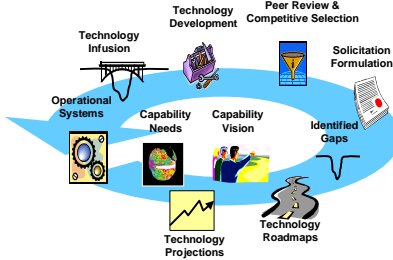 Peer Review &
Competitive Selection
Technology
Development
Technology
Infusion
Solicitation
Formulation
Operational
Systems
Capability
Needs
Capability
Vision
Identified
Gaps
Technology
Roadmaps
Technology
Projections